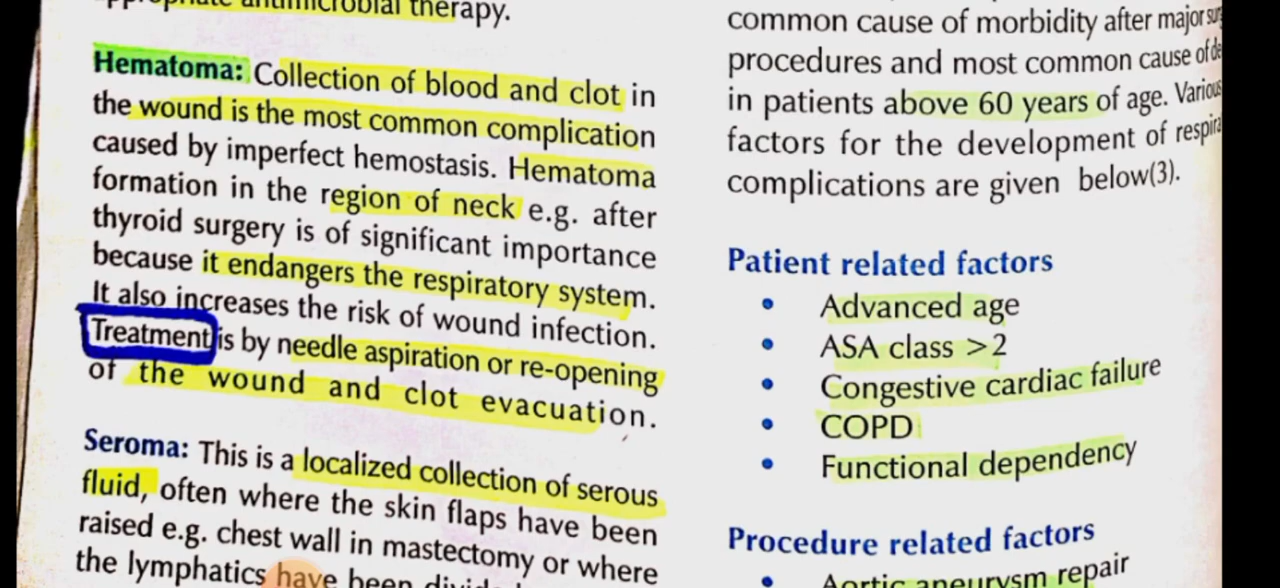 appropriate antimicrobial therapy.
Hematoma: Collection of blood and clot in
the wound is the most common complication
caused by imperfect hemostasis. Hematoma
formation in the region of neck e.g. after
thyroid surgery is of significant importance
because it endangers the respiratory system.
It also increases the risk of wound infection.
Treatment is by needle aspiration or re-opening
of the wound and clot evacuation.
Seroma: This is a localized collection of serous
fluid, often where the skin flaps have been
raised e.g. chest wall in mastectomy or where
the lymphatics have been
common cause of morbidity after major
procedures and most common cause of
in patients above 60 years of age. Various
factors for the development of
complications are given below(3).
Patient related factors
• Advanced age
• ASA class >2
• Congestive cardiac failure
• COPD
• Functional dependency
Procedure related factors
• Aortic aneurysm repair